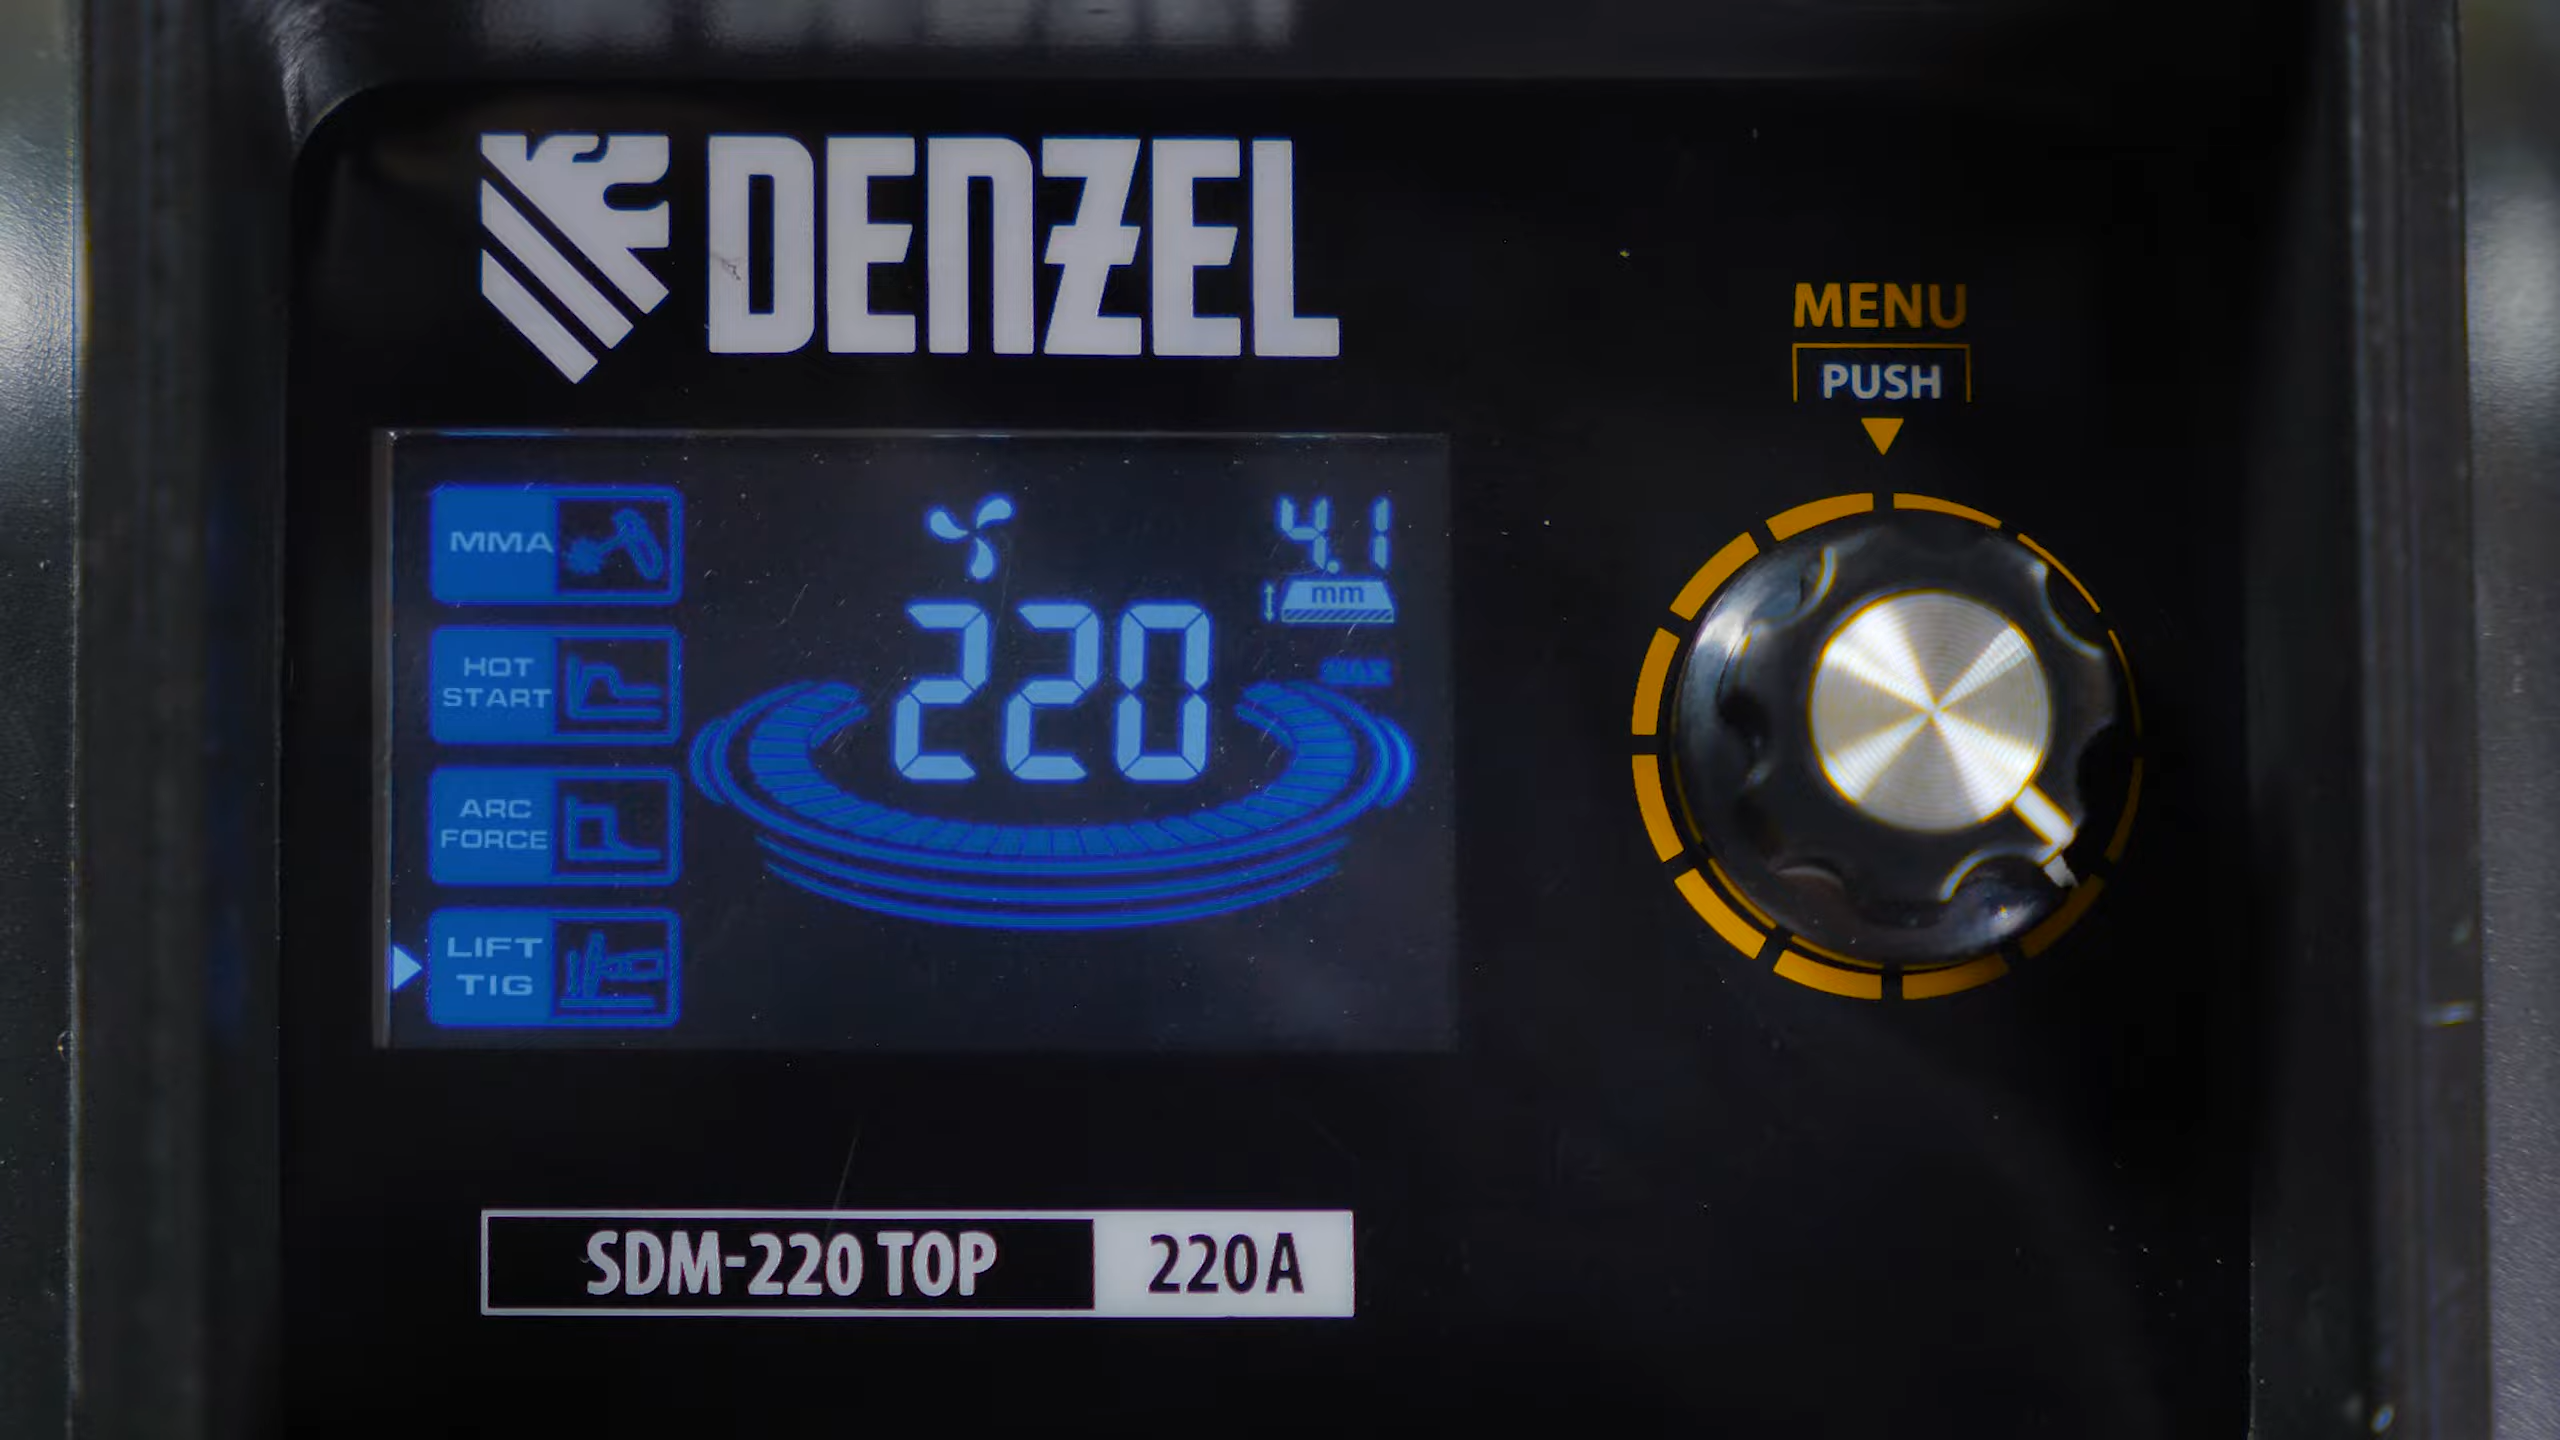 DENZEL
MENU
PUSH
MMA
4.1
mm
220
MAX
HOT
START
ARC
FORCE
LIFT
TIG
SDM-220 TOP 220A